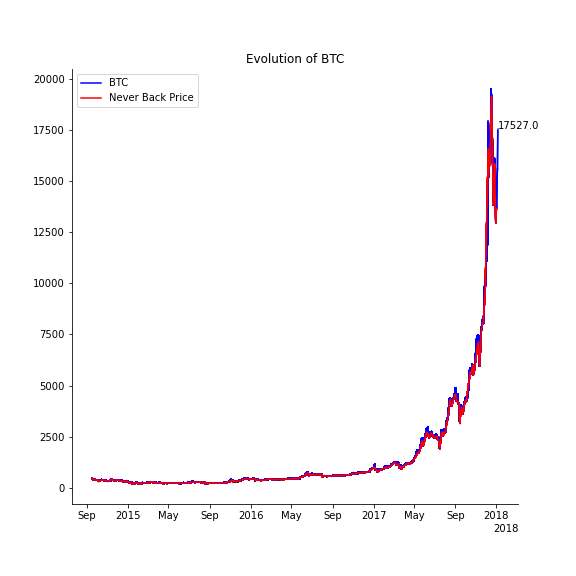 Evolution of BTC
BTC
Never Back Price
20000
17500
15000
12500
10000
7500
5000
2500
0
17527.0
Sep 2015 May Sep 2016 May Sep 2017 May Sep 2018
2018